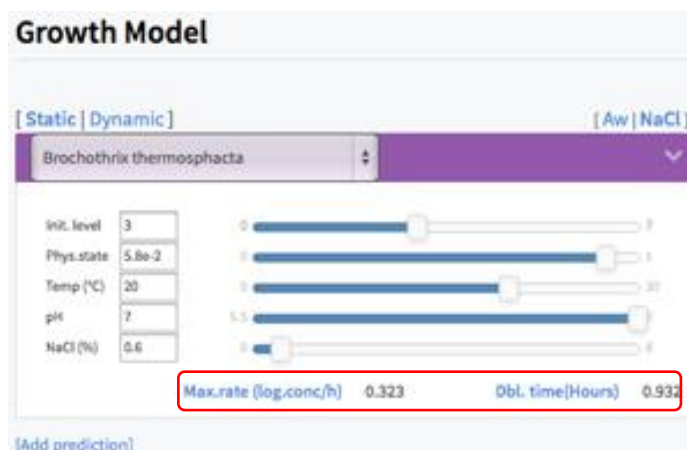 Growth Model
[ Static | Dynamic ] [ Aw | NaCl ]
Brochothrix thermosphacta
Init. level 3 0 7
Phys.state 5.8e-2 0 1
Temp (°C) 20 0 30
pH 7 5.5
NaCl (%) 0.6 0 8
Max.rate (log.conc/h) 0.323 Dbl. time(Hours) 0.932
[Add prediction]